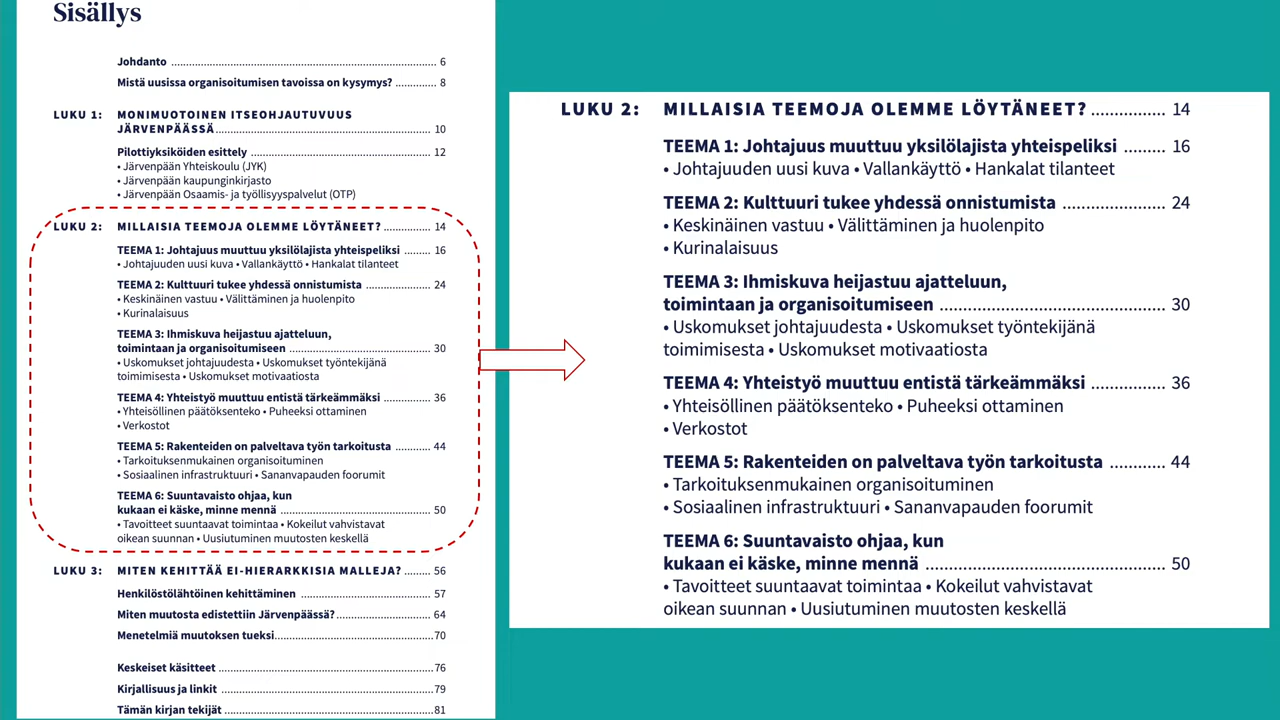 Sisällys
Johdanto ........ 6
Mistä uusissa organisoitumisen tavoissa on kysymys? ........ 8
LUKU 1: MONIMUOTOINEN ITSEOHJAUTUVUUS
JÄRVENPÄÄSSÄ ........ 10
Pilottiyksiköiden esittely ........ 12
• Järvenpään Yhteiskoulu (JYK)
• Järvenpään kaupunginkirjasto
• Järvenpään Osaamis- ja työllisyyspalvelut (OTP)
LUKU 2: MILLAISIA TEEMOJA OLEMME LÖYTÄNEET? ........ 14
TEEMA 1: Johtajuus muuttuu yksilölajista yhteispeliksi ........ 16
• Johtajuuden uusi kuva • Vallankäyttö • Hankalat tilanteet
TEEMA 2: Kulttuuri tukee yhdessä onnistumista ........ 24
• Keskinäinen vastuu • Välittäminen ja huolenpito
• Kurinalaisuus
TEEMA 3: Ihmiskuva heijastuu ajatteluun,
toimintaan ja organisoitumiseen ........ 30
• Uskomukset johtajuudesta • Uskomukset työntekijänä
toimimisesta • Uskomukset motivaatiosta
TEEMA 4: Yhteistyö muuttuu entistä tärkeämmäksi ........ 36
• Yhteisöllinen päätöksenteko • Puheeksi ottaminen
• Verkostot
TEEMA 5: Rakenteiden on palveltava työn tarkoitusta ........ 44
• Tarkoituksenmukainen organisoituminen
• Sosiaalinen infrastruktuuri • Sananvapauden foorumit
TEEMA 6: Suuntavaisto ohjaa, kun
kukaan ei käske, minne mennä ........ 50
• Tavoitteet suuntaavat toimintaa • Kokeilut vahvistavat
oikean suunnan • Uusiutuminen muutosten keskellä
LUKU 3: MITEN KEHITTÄÄ EI-HIERARKKISIA MALLEJA? ........ 56
Henkilöstölähtöinen kehittäminen ........ 57
Miten muutosta edistettiin Järvenpäässä? ........ 64
Menetelmiä muutoksen tueksi ........ 70
Keskeiset käsitteet ........ 76
Kirjallisuus ja linkit ........ 79
Tämän kirjan tekijät ........ 81
LUKU 2: MILLAISIA TEEMOJA OLEMME LÖYTÄNEET? ........ 14
TEEMA 1: Johtajuus muuttuu yksilölajista yhteispeliksi ........ 16
• Johtajuuden uusi kuva • Vallankäyttö • Hankalat tilanteet
TEEMA 2: Kulttuuri tukee yhdessä onnistumista ........ 24
• Keskinäinen vastuu • Välittäminen ja huolenpito
• Kurinalaisuus
TEEMA 3: Ihmiskuva heijastuu ajatteluun,
toimintaan ja organisoitumiseen ........ 30
• Uskomukset johtajuudesta • Uskomukset työntekijänä
toimimisesta • Uskomukset motivaatiosta
TEEMA 4: Yhteistyö muuttuu entistä tärkeämmäksi ........ 36
• Yhteisöllinen päätöksenteko • Puheeksi ottaminen
• Verkostot
TEEMA 5: Rakenteiden on palveltava työn tarkoitusta ........ 44
• Tarkoituksenmukainen organisoituminen
• Sosiaalinen infrastruktuuri • Sananvapauden foorumit
TEEMA 6: Suuntavaisto ohjaa, kun
kukaan ei käske, minne mennä ........ 50
• Tavoitteet suuntaavat toimintaa • Kokeilut vahvistavat
oikean suunnan • Uusiutuminen muutosten keskellä